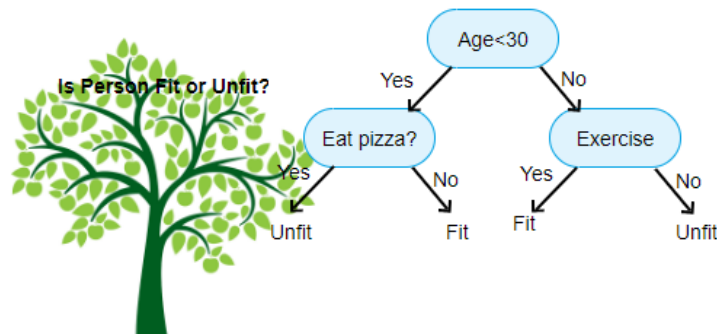 Age<30
Is Person Fit or Unfit?
Yes
No
Eat pizza?
Exercise
Yes
No
Yes
No
Unfit
Fit
Fit
Unfit